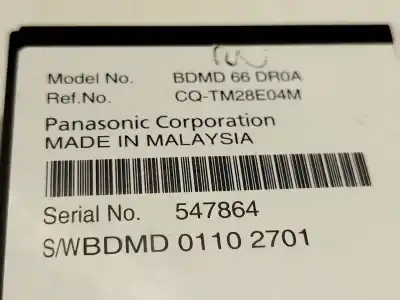 Model No. BDMD 66 DR0A
Ref.No. CQ-TM28E04M
Panasonic Corporation
MADE IN MALAYSIA
Serial No. 547864
S/WBDMD 0110 2701